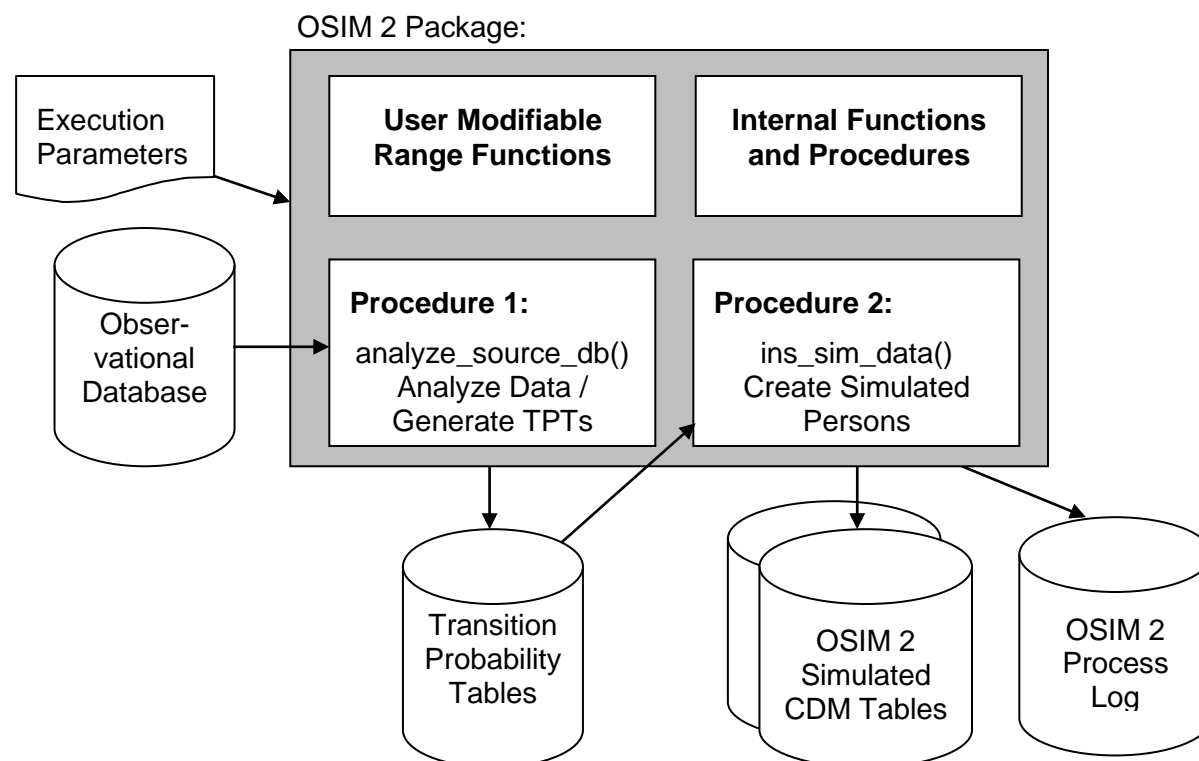 OSIM 2 Package:
Execution
Parameters
User Modifiable
Range Functions
Internal Functions
and Procedures
Obser-
vational
Database
Procedure 1:
analyze_source_db()
Analyze Data /
Generate TPTs
Procedure 2:
ins_sim_data()
Create Simulated
Persons
Transition
Probability
Tables
OSIM 2
Simulated
CDM Tables
OSIM 2
Process
Log